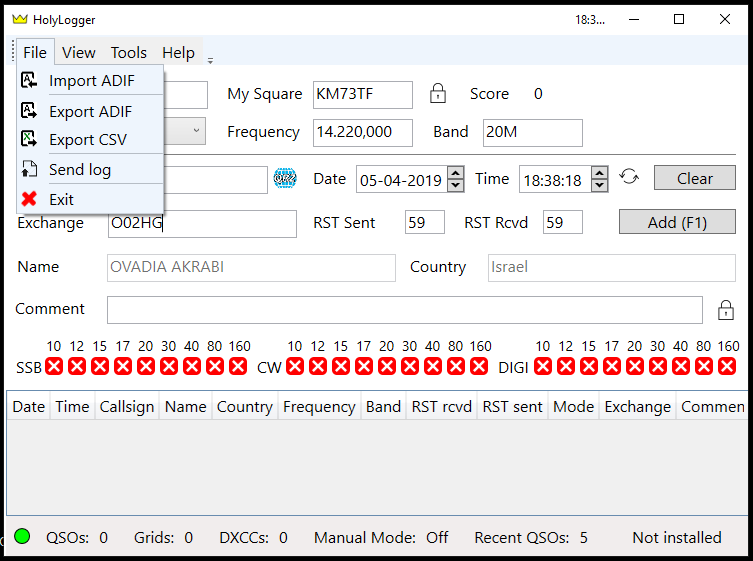 HolyLogger 18:3...
File View Tools Help
Import ADIF
Export ADIF
Export CSV
Send log
Exit
My Square KM73TF Score 0
Frequency 14.220,000 Band 20M
QRZ Date 05-04-2019 Time 18:38:18 Clear
Exchange O02HG RST Sent 59 RST Rcvd 59 Add (F1)
Name OVADIA AKRABI Country Israel
Comment
10 12 15 17 20 30 40 80 160 10 12 15 17 20 30 40 80 160 10 12 15 17 20 30 40 80 160
SSB CW DIGI
Date Time Callsign Name Country Frequency Band RST rcvd RST sent Mode Exchange Commen
QSOs: 0 Grids: 0 DXCCs: 0 Manual Mode: Off Recent QSOs: 5 Not installed